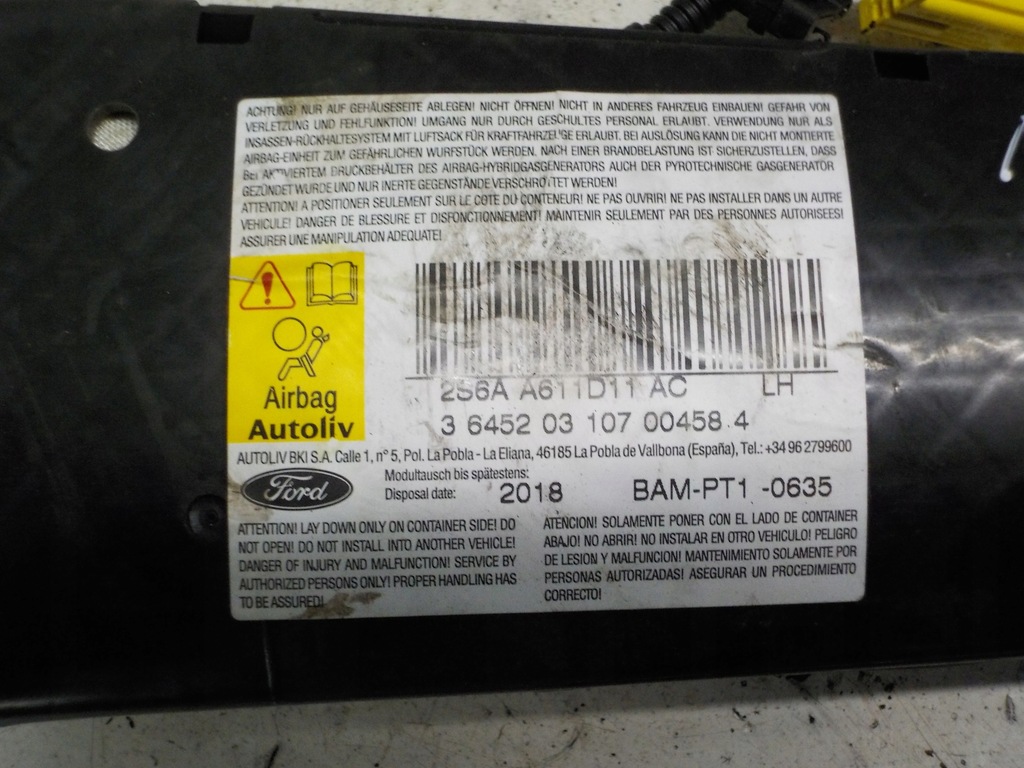 ACHTUNG! NUR AUF GEHÄUSESEITE ABLEGEN! NICHT ÖFFNEN! NICHT IN ANDERES FAHRZEUG EINBAUEN! GEFAHR VON
VERLETZUNG UND FEHLFUNKTION! UMGANG NUR DURCH GESCHULTES PERSONAL ERLAUBT. VERWENDUNG NUR ALS
INSASSEN-RÜCKHALTESYSTEM MIT LUFTSACK FÜR KRAFTFAHRZEUGE ERLAUBT. BEI AUSLÖSUNG KANN DIE NICHT MONTIERTE
AIRBAG-EINHEIT ZUM GEFÄHRLICHEN WURFSTÜCK WERDEN. NACH EINER BRANDBELASTUNG IST SICHERZUSTELLEN, DASS
BEI AKTIVIERTEM DRUCKBEHÄLTER DES AIRBAG-HYBRIDGASGENERATORS AUCH DER PYROTECHNISCHE GASGENERATOR
GEZÜNDET WURDE UND NUR INERTE GEGENSTÄNDE VERSCHROTTET WERDEN!
ATTENTION! A POSITIONER SEULEMENT SUR LE COTE DU CONTENEUR! NE PAS OUVRIR! NE PAS INSTALLER DANS UN AUTRE
VEHICULE! DANGER DE BLESSURE ET DISFONCTIONNEMENT! MAINTENIR SEULEMENT PAR DES PERSONNES AUTORISEES!
ASSURER UNE MANIPULATION ADEQUATE!
Airbag
Autoliv
2S6A A611D11 AC LH
3 6452 03 107 00458 4
AUTOLIV BKI S.A. Calle 1, nº 5, Pol. La Pobla - La Eliana, 46185 La Pobla de Vallbona (España), Tel.: +34 96 2799600
Ford
Modultausch bis spätestens:
Disposal date: 2018 BAM-PT1 -0635
ATTENTION! LAY DOWN ONLY ON CONTAINER SIDE! DO
NOT OPEN! DO NOT INSTALL INTO ANOTHER VEHICLE!
DANGER OF INJURY AND MALFUNCTION! SERVICE BY
AUTHORIZED PERSONS ONLY! PROPER HANDLING HAS
TO BE ASSURED!
ATENCION! SOLAMENTE PONER CON EL LADO DE CONTAINER
ABAJO! NO ABRIR! NO INSTALAR EN OTRO VEHICULO! PELIGRO
DE LESION Y MALFUNCION! MANTENIMIENTO SOLAMENTE POR
PERSONAS AUTORIZADAS! ASEGURAR UN PROCEDIMIENTO
CORRECTO!